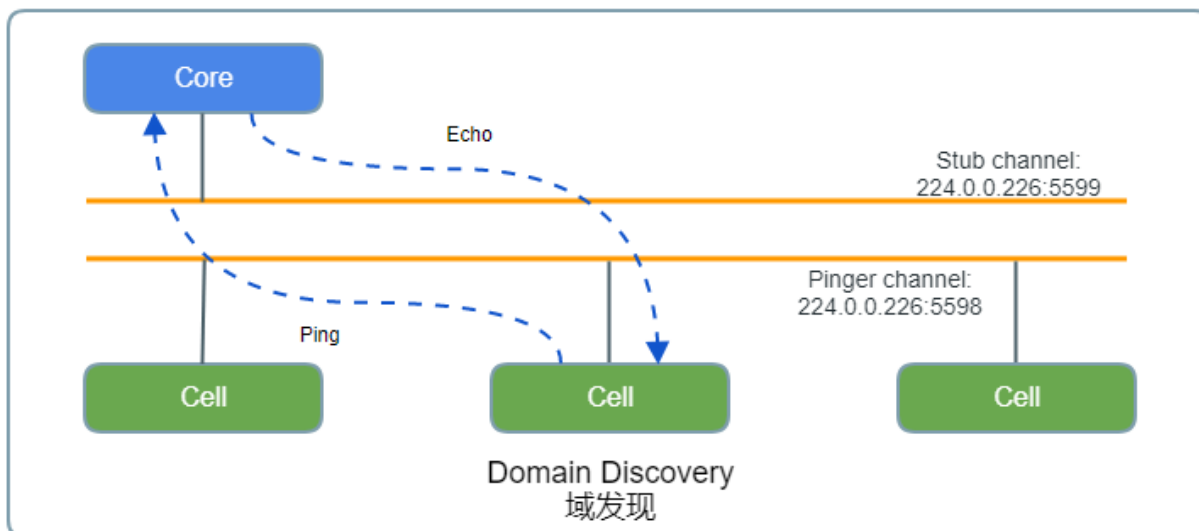 Core
Echo
Stub channel:
224.0.0.226:5599
Pinger channel:
224.0.0.226:5598
Ping
Cell
Cell
Cell
Domain Discovery
域发现